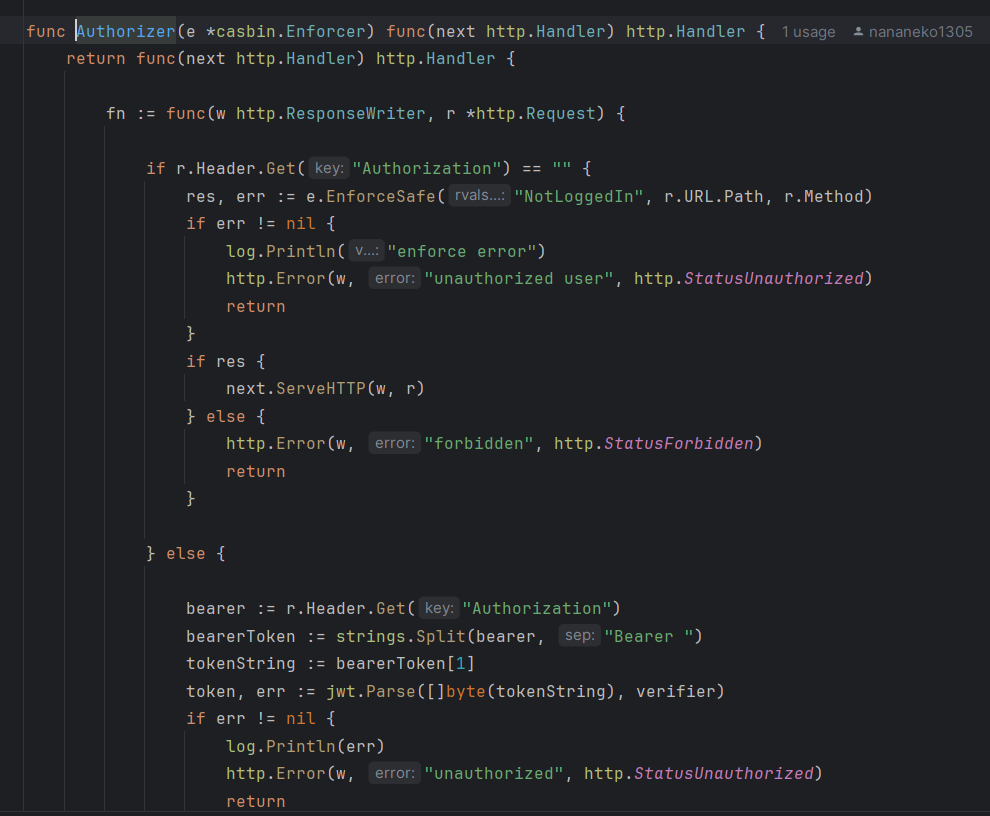 func Authorizer(e *casbin.Enforcer) func(next http.Handler) http.Handler { 1 usage nananeko1305
return func(next http.Handler) http.Handler {
fn := func(w http.ResponseWriter, r *http.Request) {
if r.Header.Get( key: "Authorization") == "" {
res, err := e.EnforceSafe( rvals...: "NotLoggedIn", r.URL.Path, r.Method)
if err != nil {
log.Println( v...: "enforce error")
http.Error(w, error: "unauthorized user", http.StatusUnauthorized)
return
}
if res {
next.ServeHTTP(w, r)
} else {
http.Error(w, error: "forbidden", http.StatusForbidden)
return
}
} else {
bearer := r.Header.Get( key: "Authorization")
bearerToken := strings.Split(bearer, sep: "Bearer ")
tokenString := bearerToken[1]
token, err := jwt.Parse([]byte(tokenString), verifier)
if err != nil {
log.Println(err)
http.Error(w, error: "unauthorized", http.StatusUnauthorized)
return